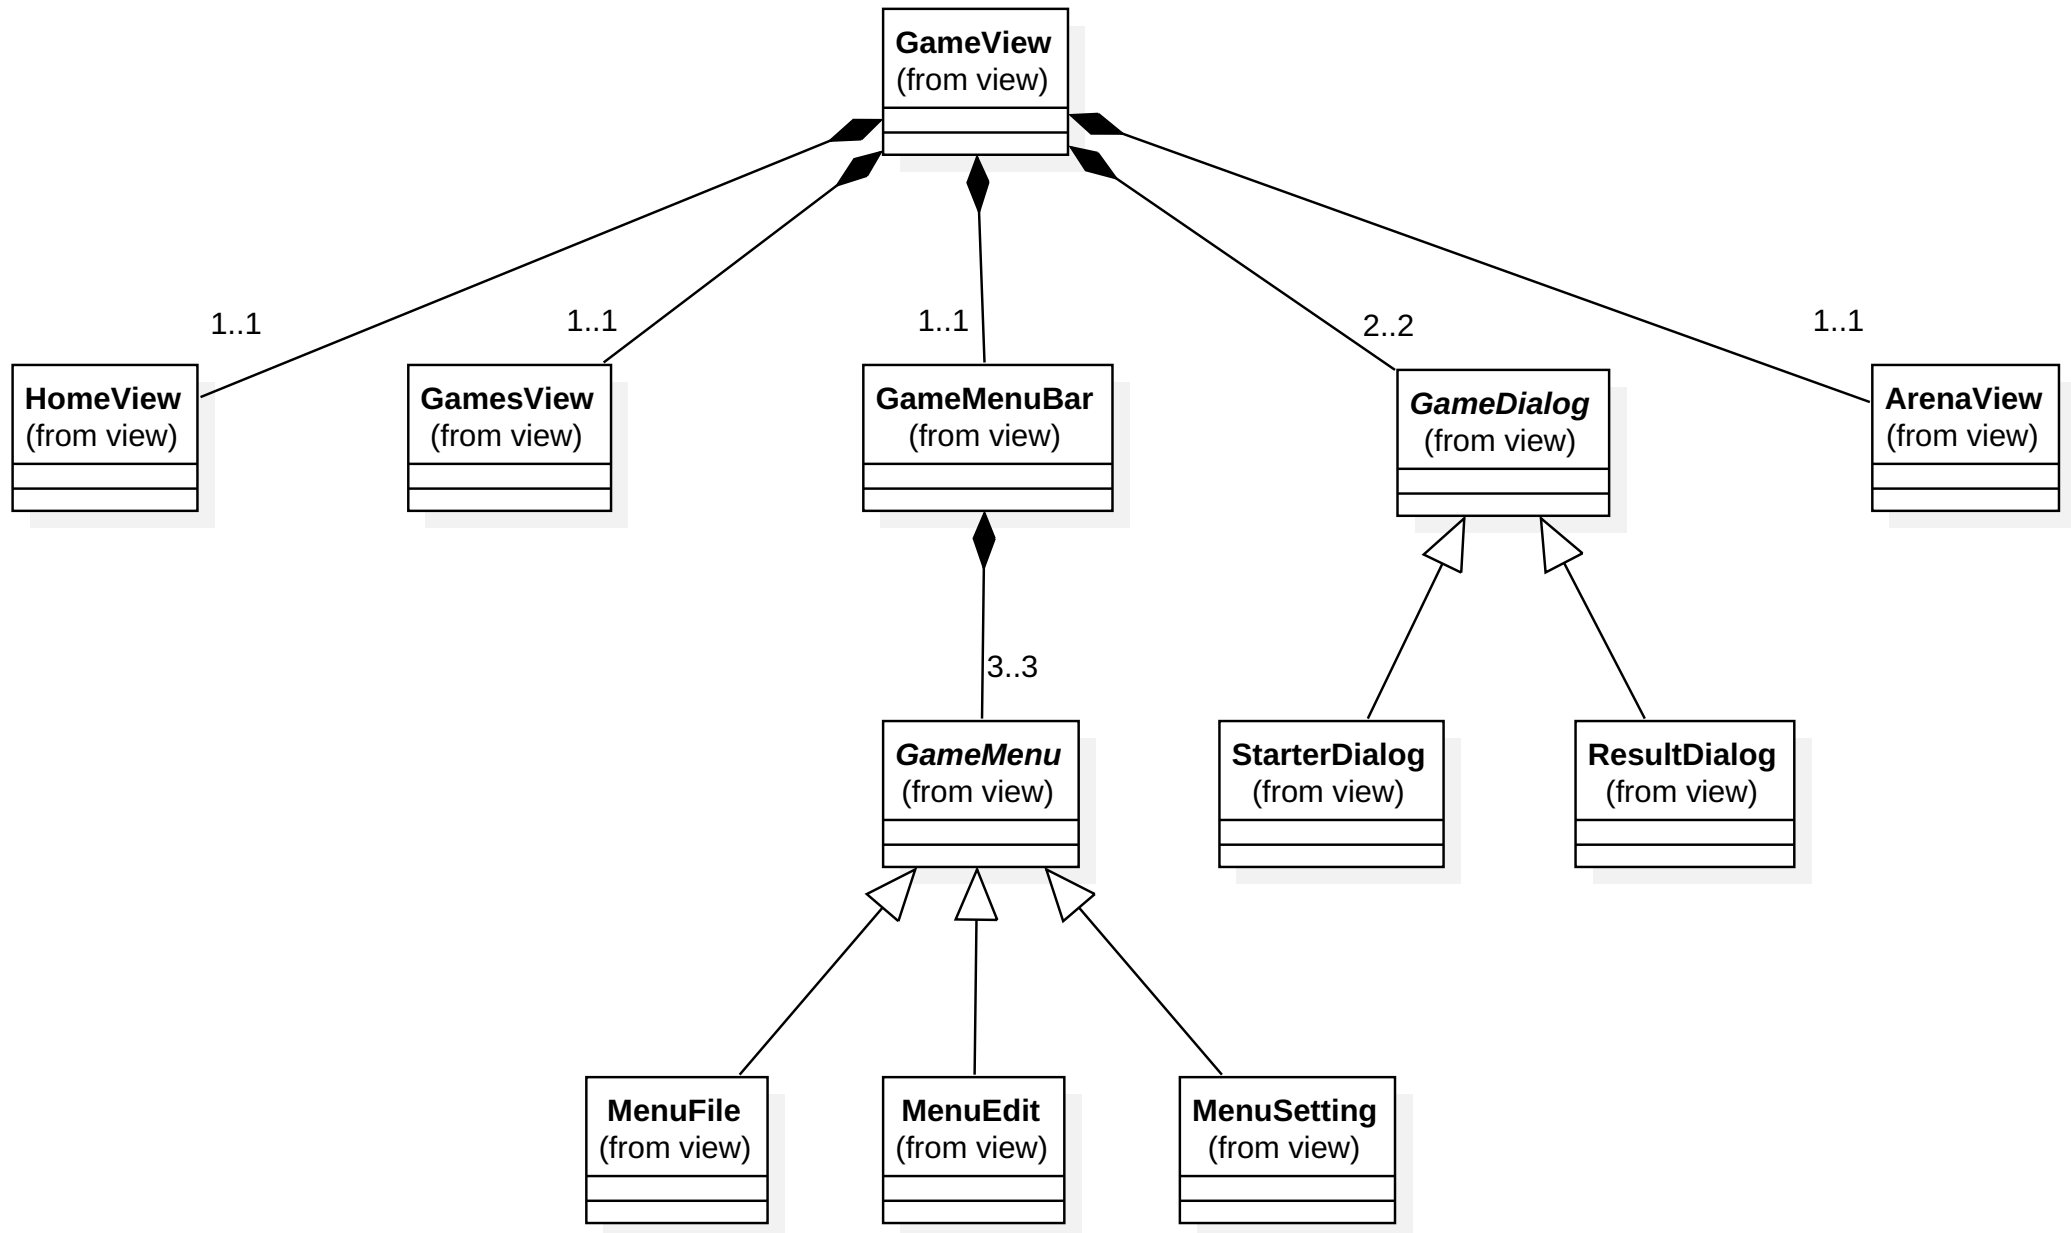 GameView
(from view)
1..1
1..1
1..1
2..2
1..1
HomeView
(from view)
GamesView
(from view)
GameMenuBar
(from view)
GameDialog
(from view)
ArenaView
(from view)
3..3
GameMenu
(from view)
StarterDialog
(from view)
ResultDialog
(from view)
MenuFile
(from view)
MenuEdit
(from view)
MenuSetting
(from view)